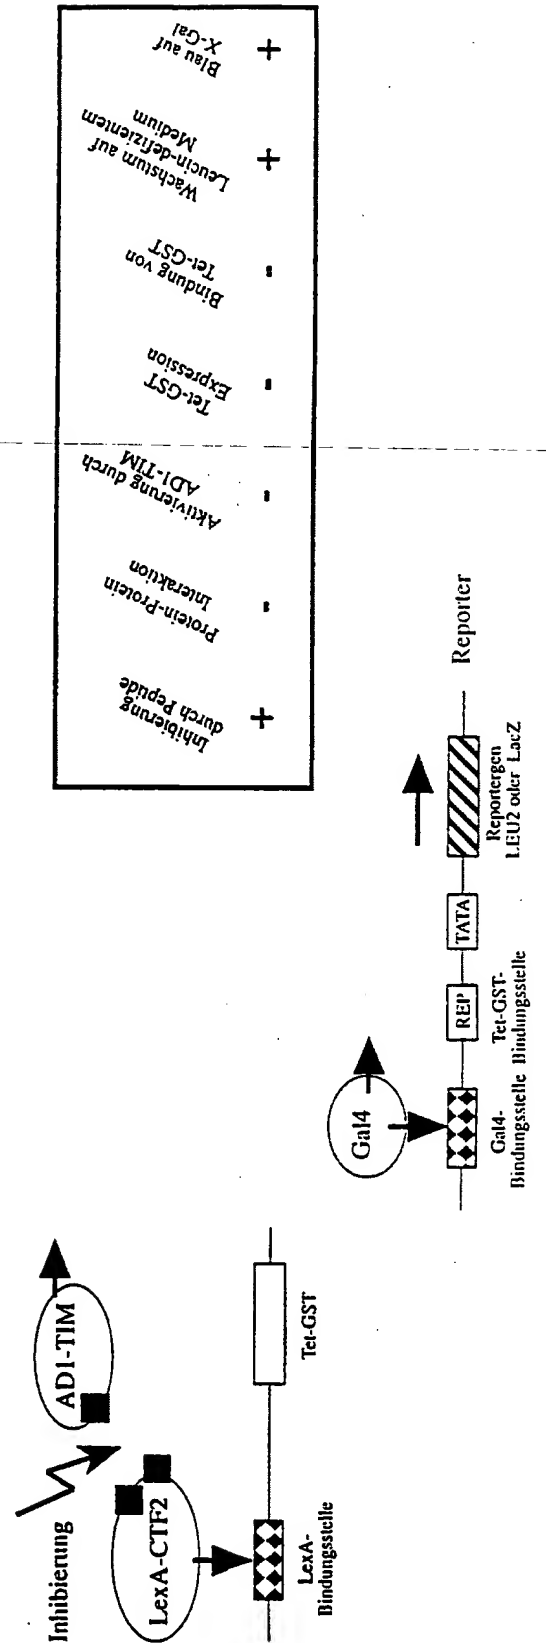 Inhibierung
AD1-TIM
LexA-CTF2
LexA-
Bindungsstelle
Tet-GST
Gal4
REP
TATA
Gal4-
Bindungsstelle
Tet-GST-
Bindungsstelle
Reportergen
LEU2 oder LacZ
Reporter
Inhibierung
durch Peptide
+
Protein-Protein
Interaktion
-
Aktivierung durch
AD1-TIM
-
Tet-GST
Expression
-
Bindung von
Tet-GST
-
Wachstum auf
Leucin-defizientem
Medium
+
Blau auf
X-Gal
+